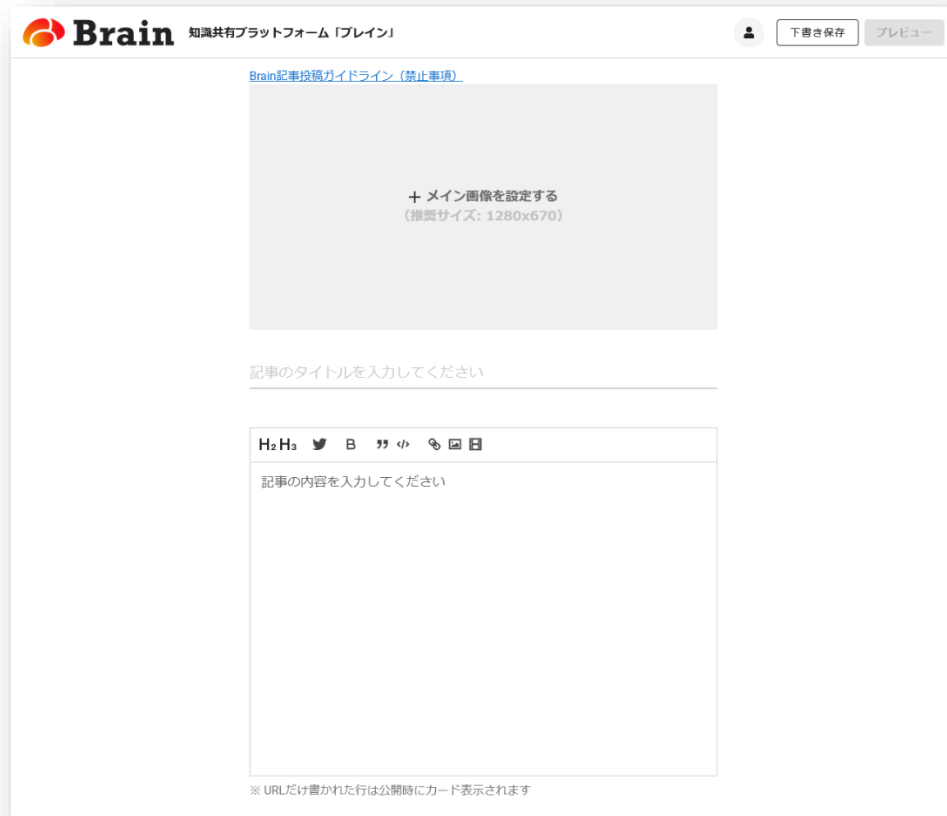 Brain 知識共有プラットフォーム「ブレイン」
下書き保存
プレビュー
Brain記事投稿ガイドライン（禁止事項）
＋ メイン画像を設定する
（推奨サイズ: 1280x670）
記事のタイトルを入力してください
H2 H3 B
記事の内容を入力してください
※ URLだけ書かれた行は公開時にカード表示されます